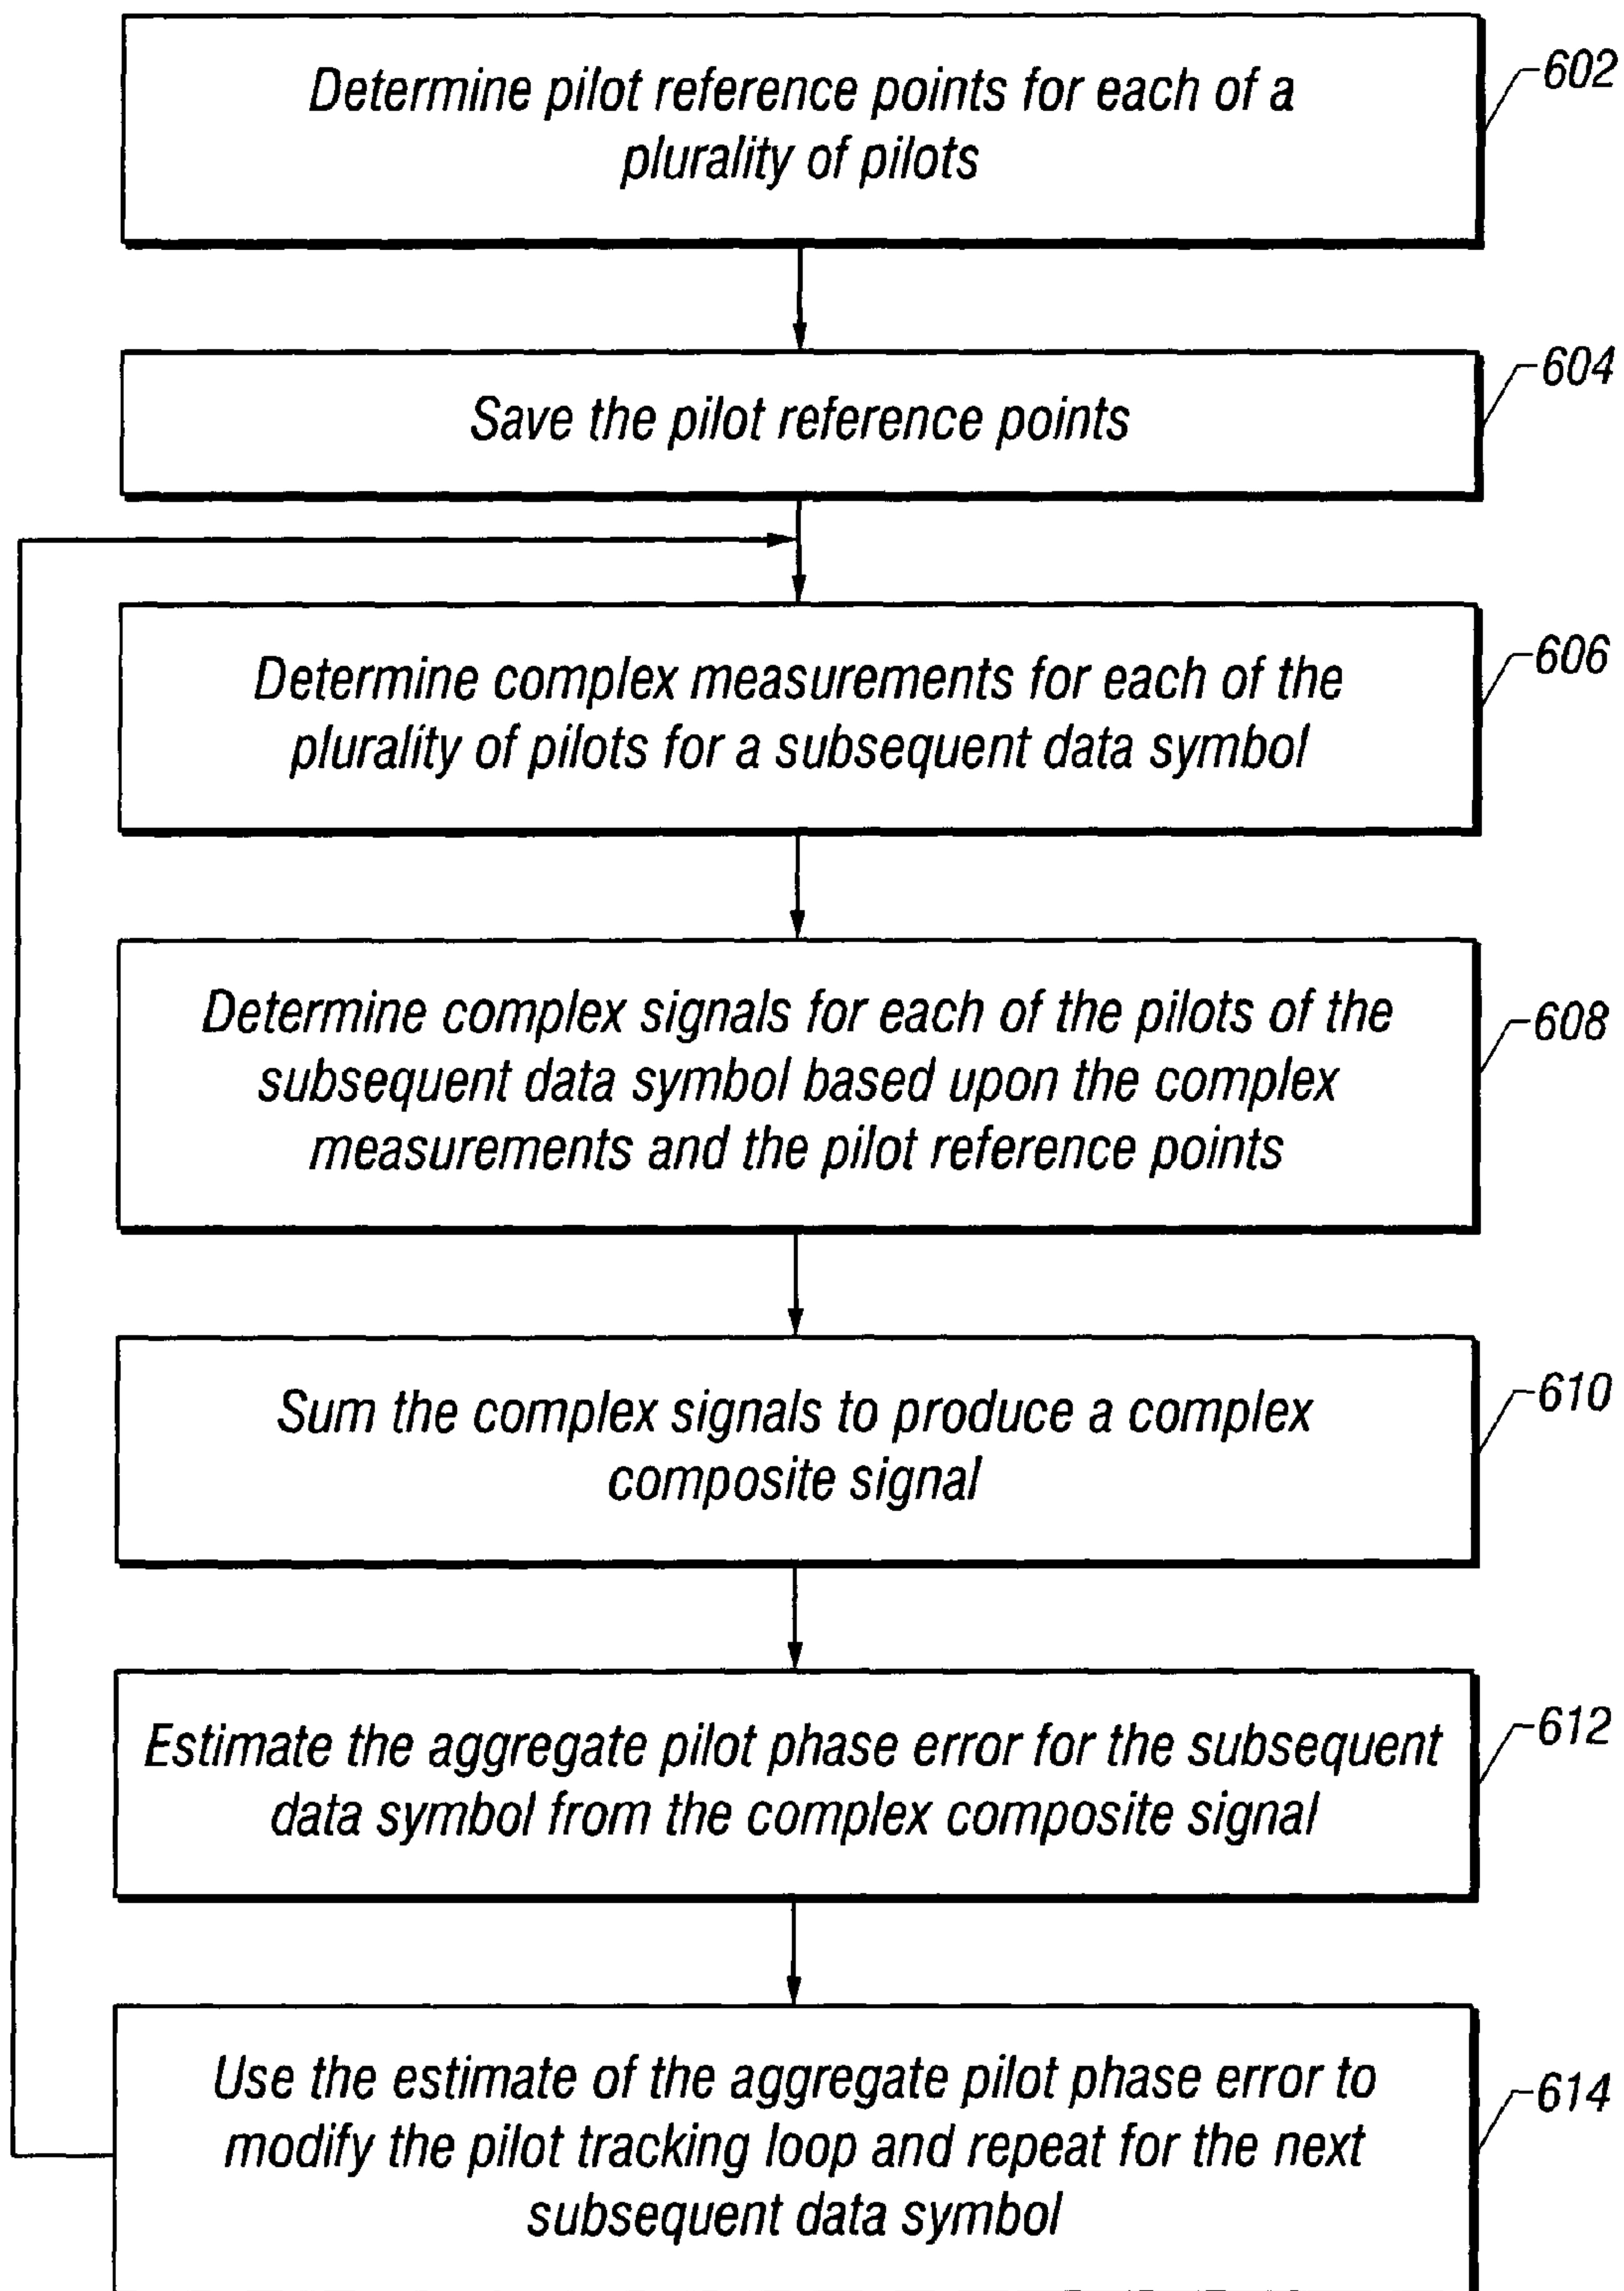 Determine pilot reference points for each of a
plurality of pilots
602
Save the pilot reference points
604
Determine complex measurements for each of the
plurality of pilots for a subsequent data symbol
606
Determine complex signals for each of the pilots of the
subsequent data symbol based upon the complex
measurements and the pilot reference points
608
Sum the complex signals to produce a complex
composite signal
610
Estimate the aggregate pilot phase error for the subsequent
data symbol from the complex composite signal
612
Use the estimate of the aggregate pilot phase error to
modify the pilot tracking loop and repeat for the next
subsequent data symbol
614